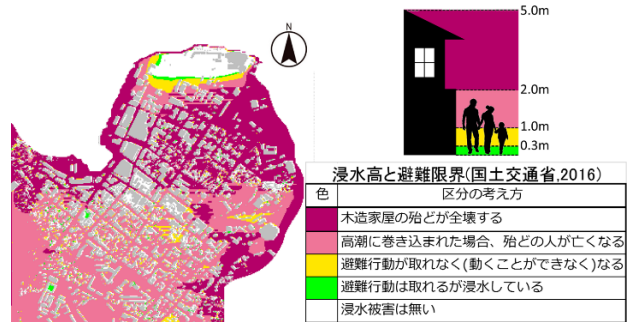 N
5.0m
2.0m
1.0m
0.3m
浸水高と避難限界(国土交通省,2016)
色 区分の考え方
木造家屋の殆どが全壊する
高潮に巻き込まれた場合、殆どの人が亡くなる
避難行動が取れなく(動くことができなく)なる
避難行動は取れるが浸水している
浸水被害は無い